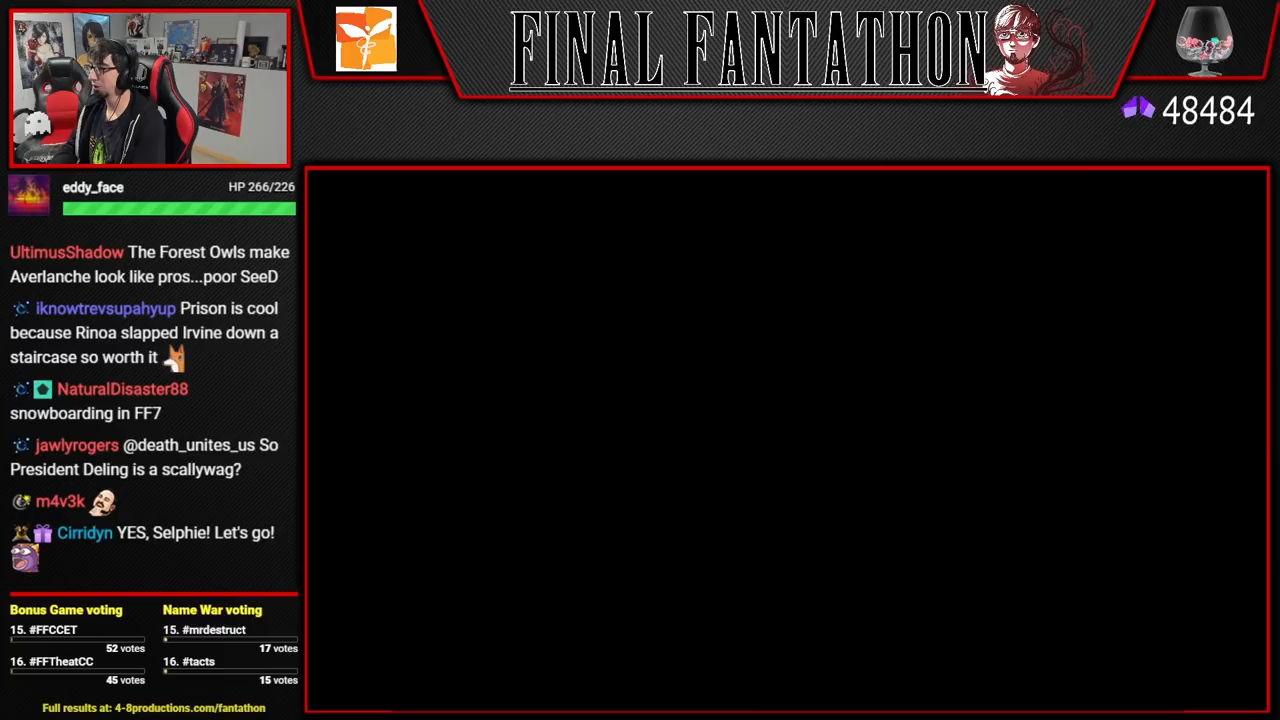 FINAL FANTATHON
48484
eddy_face
HP 266/226
UltimusShadow The Forest Owls make
Averlanche look like pros...poor SeeD
iknowtrevsupahyup Prison is cool
because Rinoa slapped Irvine down a
staircase so worth it
NaturalDisaster88
snowboarding in FF7
jawlyrogers @death_unites_us So
President Deling is a scallywag?
m4v3k
Cirridyn YES, Selphie! Let's go!
Bonus Game voting
15. #FFCCET
52 votes
16. #FFTheatCC
45 votes
Name War voting
15. #mrdestruct
17 votes
16. #tacts
15 votes
Full results at: 4-8productions.com/fantathon